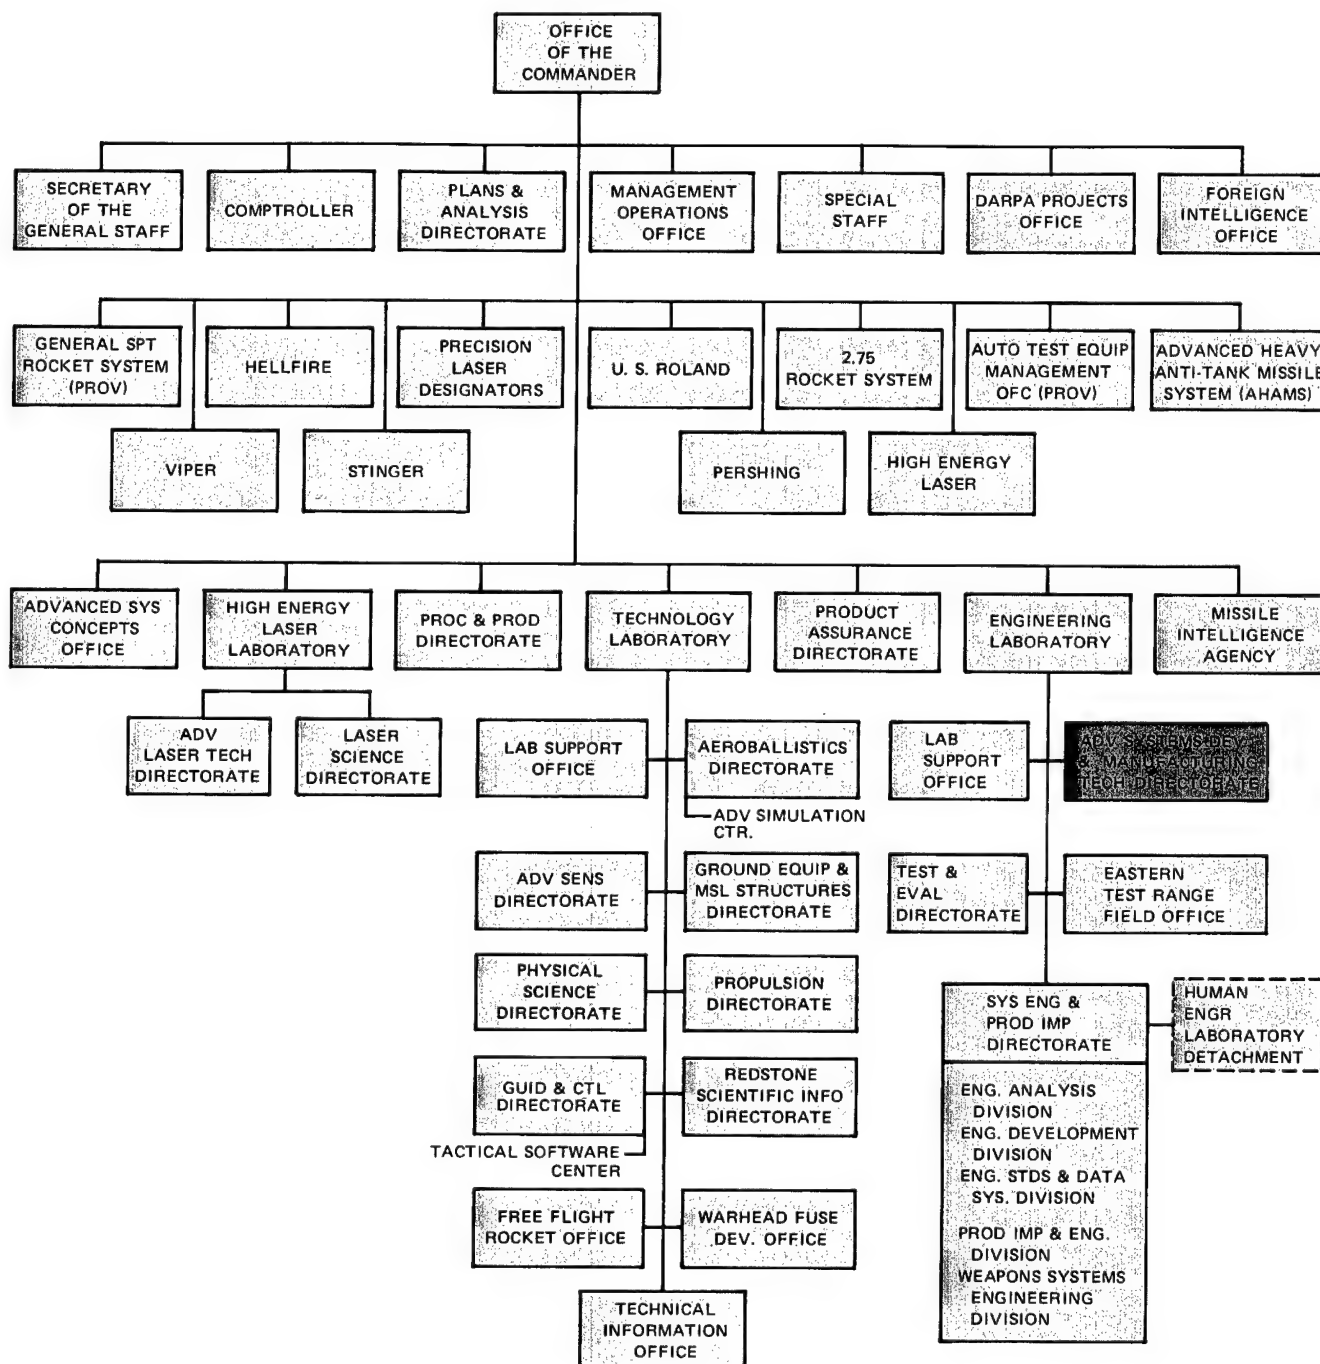 OFFICE
OF THE
COMMANDER
SECRETARY
OF THE
GENERAL STAFF
COMPTROLLER
PLANS &
ANALYSIS
DIRECTORATE
MANAGEMENT
OPERATIONS
OFFICE
SPECIAL
STAFF
DARPA PROJECTS
OFFICE
FOREIGN
INTELLIGENCE
OFFICE
GENERAL SPT
ROCKET SYSTEM
(PROV)
HELLFIRE
PRECISION
LASER
DESIGNATORS
U. S. ROLAND
2.75
ROCKET SYSTEM
AUTO TEST EQUIP
MANAGEMENT
OFC (PROV)
ADVANCED HEAVY
ANTI-TANK MISSILE
SYSTEM (AHAMS)
VIPER
STINGER
PERSHING
HIGH ENERGY
LASER
ADVANCED SYS
CONCEPTS
OFFICE
HIGH ENERGY
LASER
LABORATORY
PROC & PROD
DIRECTORATE
TECHNOLOGY
LABORATORY
PRODUCT
ASSURANCE
DIRECTORATE
ENGINEERING
LABORATORY
MISSILE
INTELLIGENCE
AGENCY
ADV
LASER TECH
DIRECTORATE
LASER
SCIENCE
DIRECTORATE
LAB SUPPORT
OFFICE
AEROBALLISTICS
DIRECTORATE
ADV SIMULATION
CTR.
LAB
SUPPORT
OFFICE
ADV SYSTEMS DEV
& MANUFACTURING
TECH DIRECTORATE
ADV SENS
DIRECTORATE
GROUND EQUIP &
MSL STRUCTURES
DIRECTORATE
TEST &
EVAL
DIRECTORATE
EASTERN
TEST RANGE
FIELD OFFICE
PHYSICAL
SCIENCE
DIRECTORATE
PROPULSION
DIRECTORATE
SYS ENG &
PROD IMP
DIRECTORATE
HUMAN
ENGR
LABORATORY
DETACHMENT
GUID & CTL
DIRECTORATE
TACTICAL SOFTWARE
CENTER
REDSTONE
SCIENTIFIC INFO
DIRECTORATE
ENG. ANALYSIS
DIVISION
ENG. DEVELOPMENT
DIVISION
ENG. STDS & DATA
SYS. DIVISION
PROD IMP & ENG.
DIVISION
WEAPONS SYSTEMS
ENGINEERING
DIVISION
FREE FLIGHT
ROCKET OFFICE
WARHEAD FUSE
DEV. OFFICE
TECHNICAL
INFORMATION
OFFICE